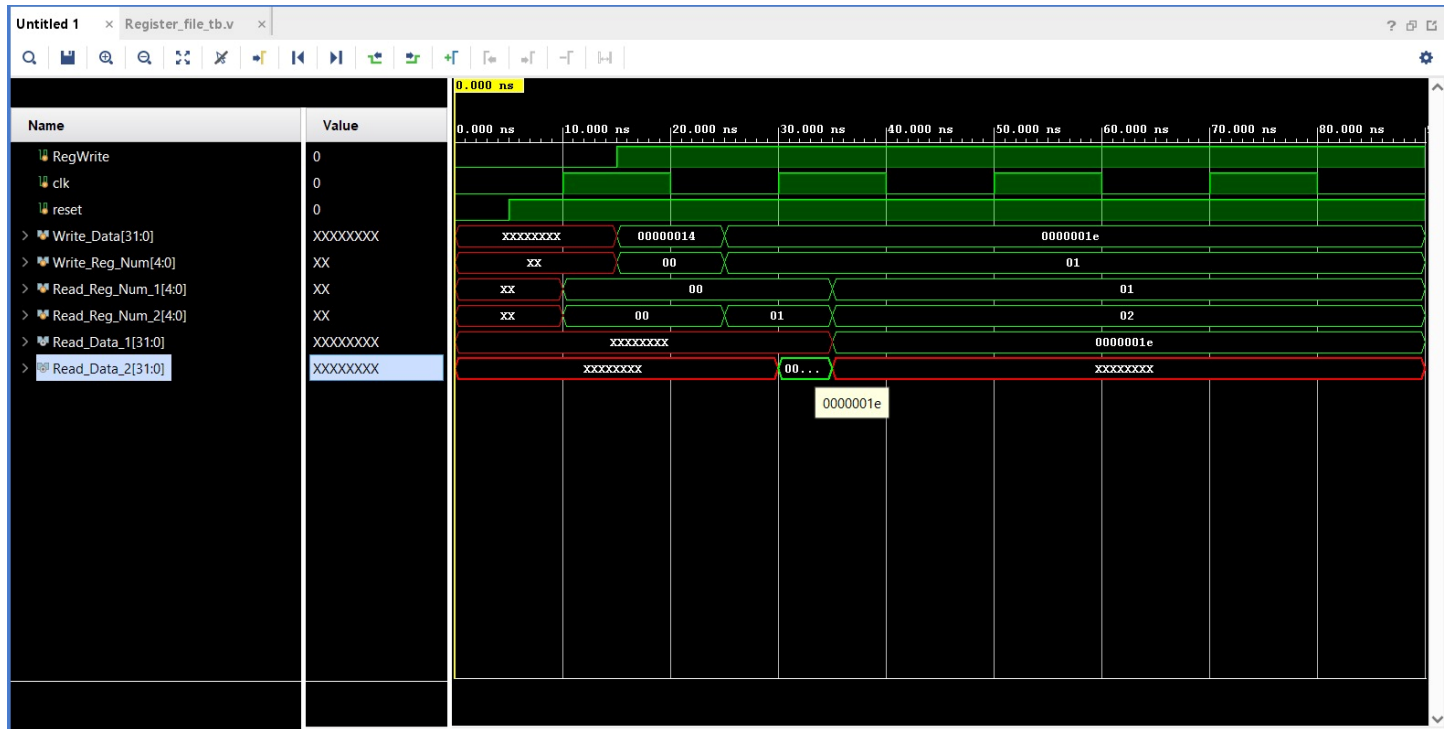 Untitled 1 × Register_file_tb.v × ?
0.000 ns
Name Value 0.000 ns 10.000 ns 20.000 ns 30.000 ns 40.000 ns 50.000 ns 60.000 ns 70.000 ns 80.000 ns
RegWrite 0
clk 0
reset 0
Write_Data[31:0] XXXXXXXX XXXXXXXX 00000014 0000001e
Write_Reg_Num[4:0] XX XX 00 01
Read_Reg_Num_1[4:0] XX XX 00 01
Read_Reg_Num_2[4:0] XX XX 00 01 02
Read_Data_1[31:0] XXXXXXXX XXXXXXXX 0000001e
Read_Data_2[31:0] XXXXXXXX XXXXXXXX 00... XXXXXXXX
0000001e